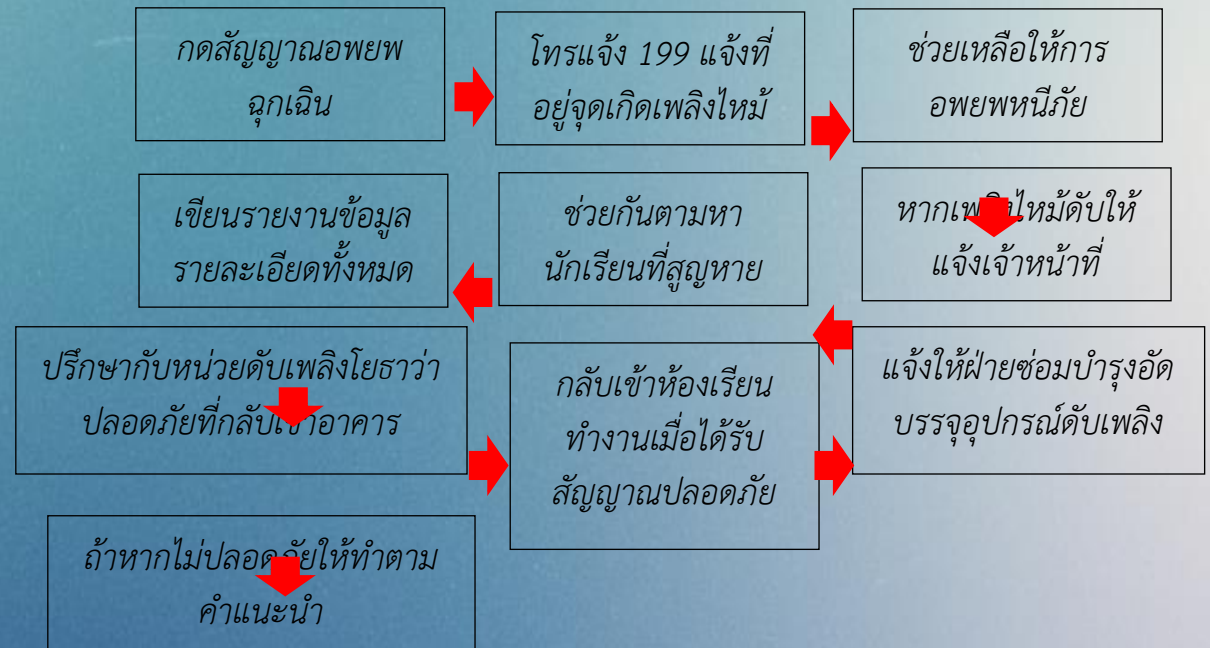 กดสัญญาณอพยพ
ฉุกเฉิน
โทรแจ้ง 199 แจ้งที่
อยู่จุดเกิดเพลิงไหม้
ช่วยเหลือให้การ
อพยพหนีภัย
เขียนรายงานข้อมูล
รายละเอียดทั้งหมด
ช่วยกันตามหา
นักเรียนที่สูญหาย
หากเพลิงไหม้ดับให้
แจ้งเจ้าหน้าที่
ปรึกษากับหน่วยดับเพลิงโยธาว่า
ปลอดภัยที่กลับเข้าอาคาร
กลับเข้าห้องเรียน
ทำงานเมื่อได้รับ
สัญญาณปลอดภัย
แจ้งให้ฝ่ายซ่อมบำรุงอัด
บรรจุอุปกรณ์ดับเพลิง
ถ้าหากไม่ปลอดภัยให้ทำตาม
คำแนะนำ